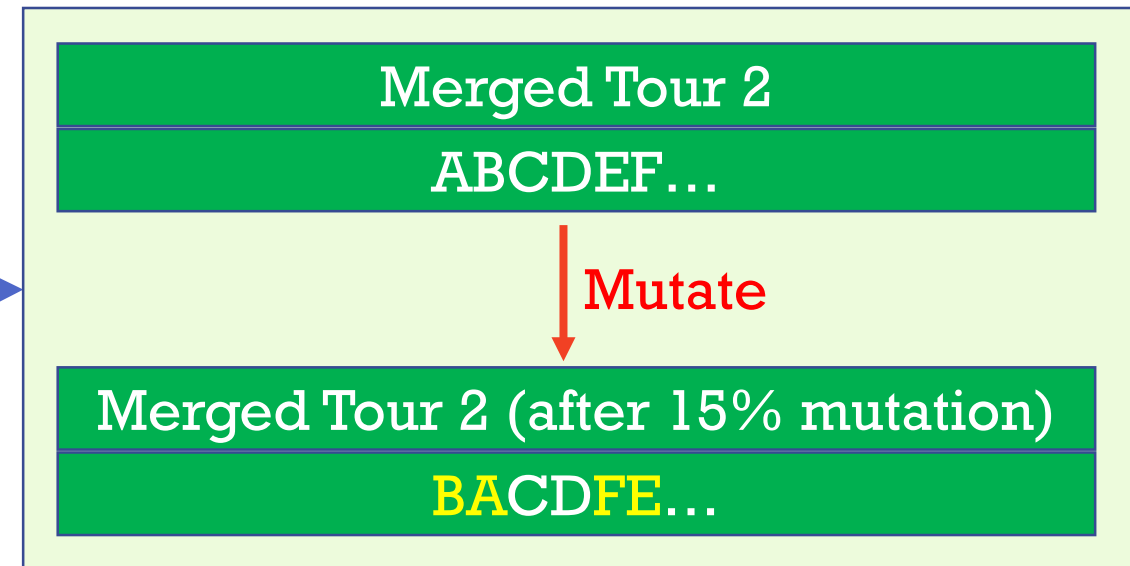 Merged Tour 2
ABCDEF…
Mutate
Merged Tour 2 (after 15% mutation)
BACDFE…